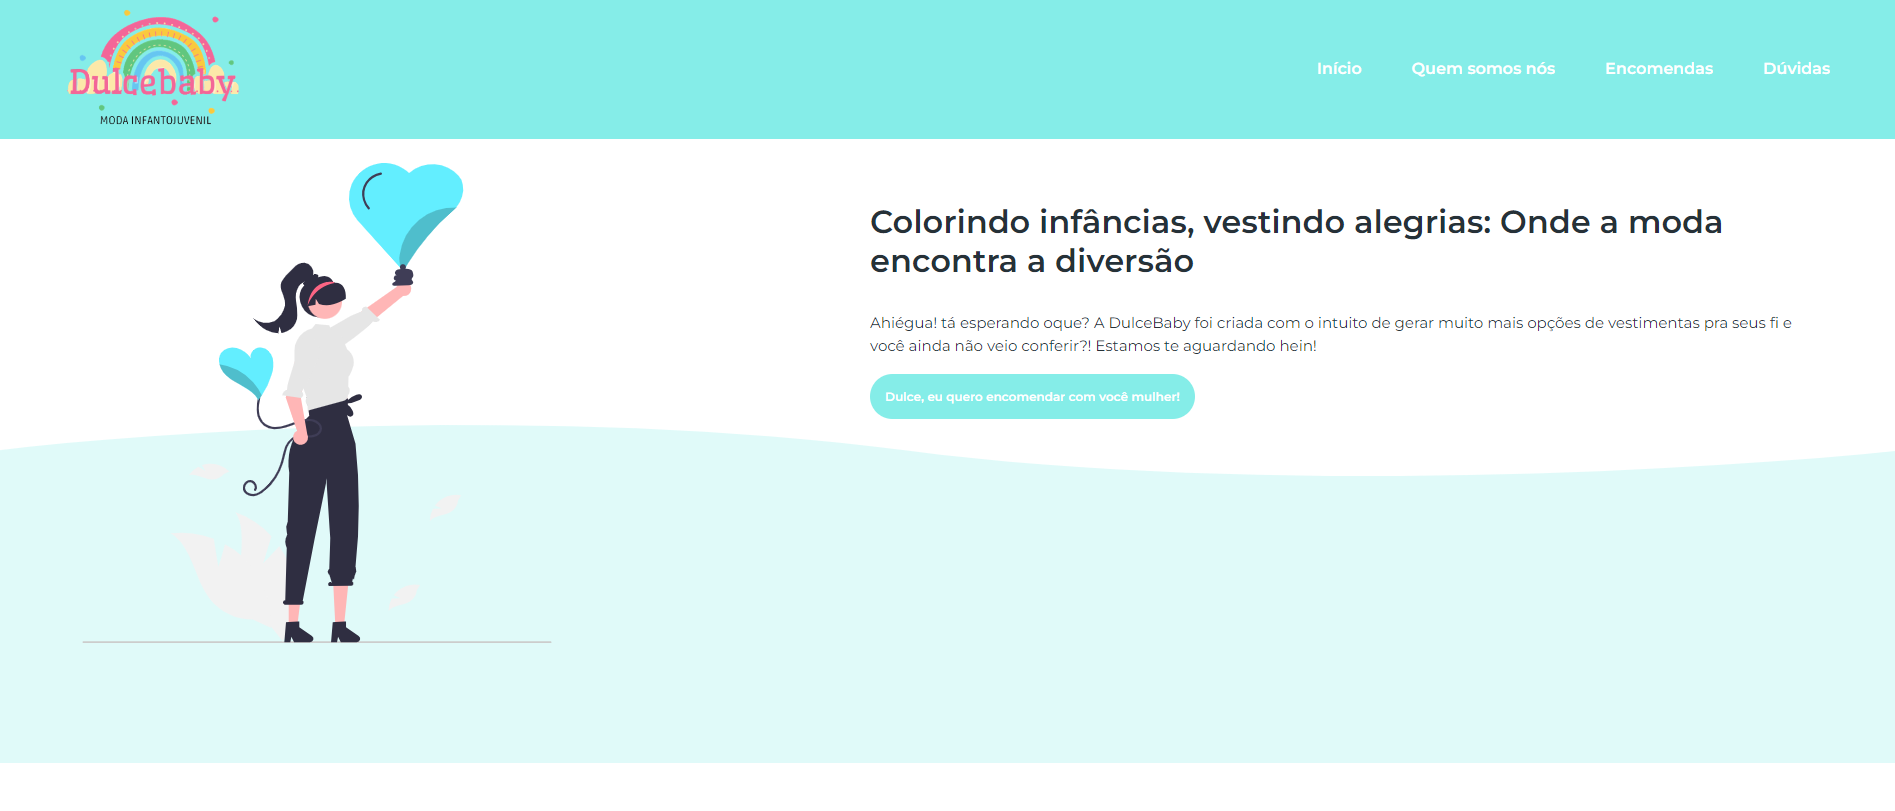 Dulcebaby
MODA INFANTOJUVENIL
Início Quem somos nós Encomendas Dúvidas
Colorindo infâncias, vestindo alegrias: Onde a moda
encontra a diversão
Ahiégua! tá esperando oque? A DulceBaby foi criada com o intuito de gerar muito mais opções de vestimentas pra seus fi e
você ainda não veio conferir?! Estamos te aguardando hein!
Dulce, eu quero encomendar com você mulher!